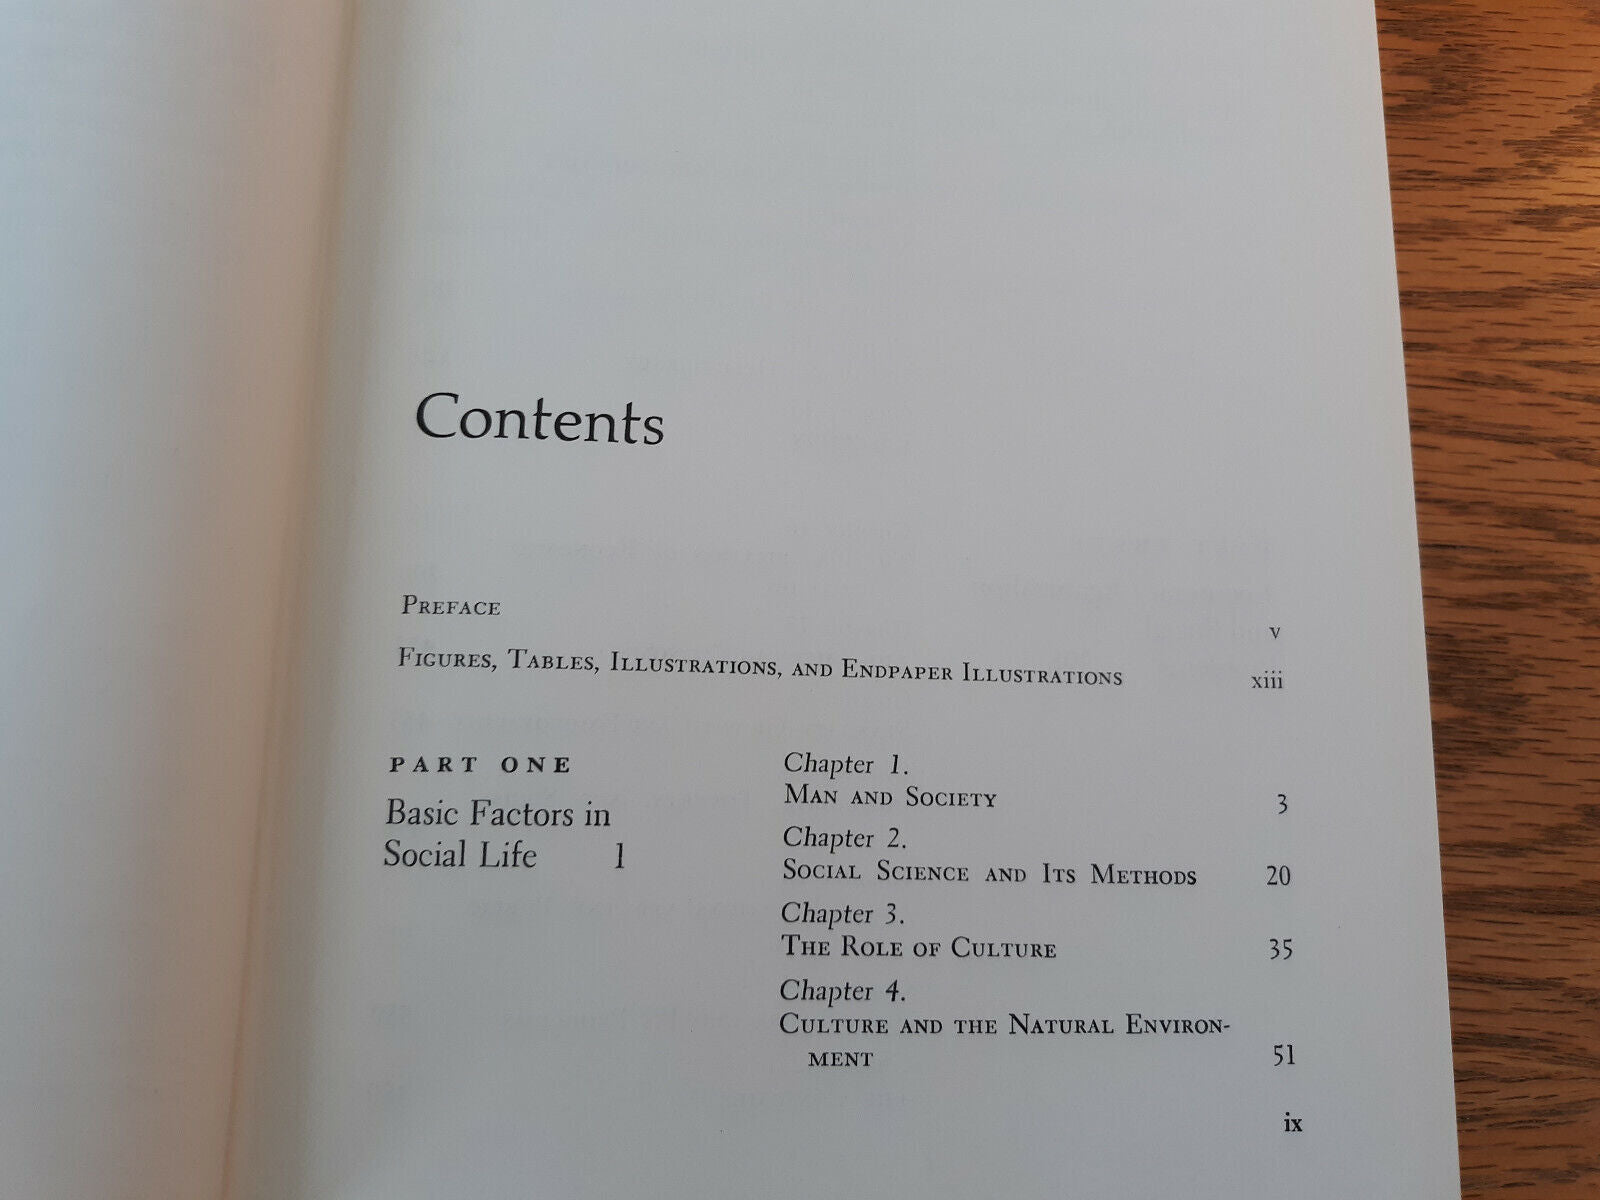 Contents
PREFACE v
FIGURES, TABLES, ILLUSTRATIONS, AND ENDPAPER ILLUSTRATIONS xiii
PART ONE
Basic Factors in
Social Life 1
Chapter 1.
MAN AND SOCIETY 3
Chapter 2.
SOCIAL SCIENCE AND ITS METHODS 20
Chapter 3.
THE ROLE OF CULTURE 35
Chapter 4.
CULTURE AND THE NATURAL ENVIRON-
MENT 51
ix